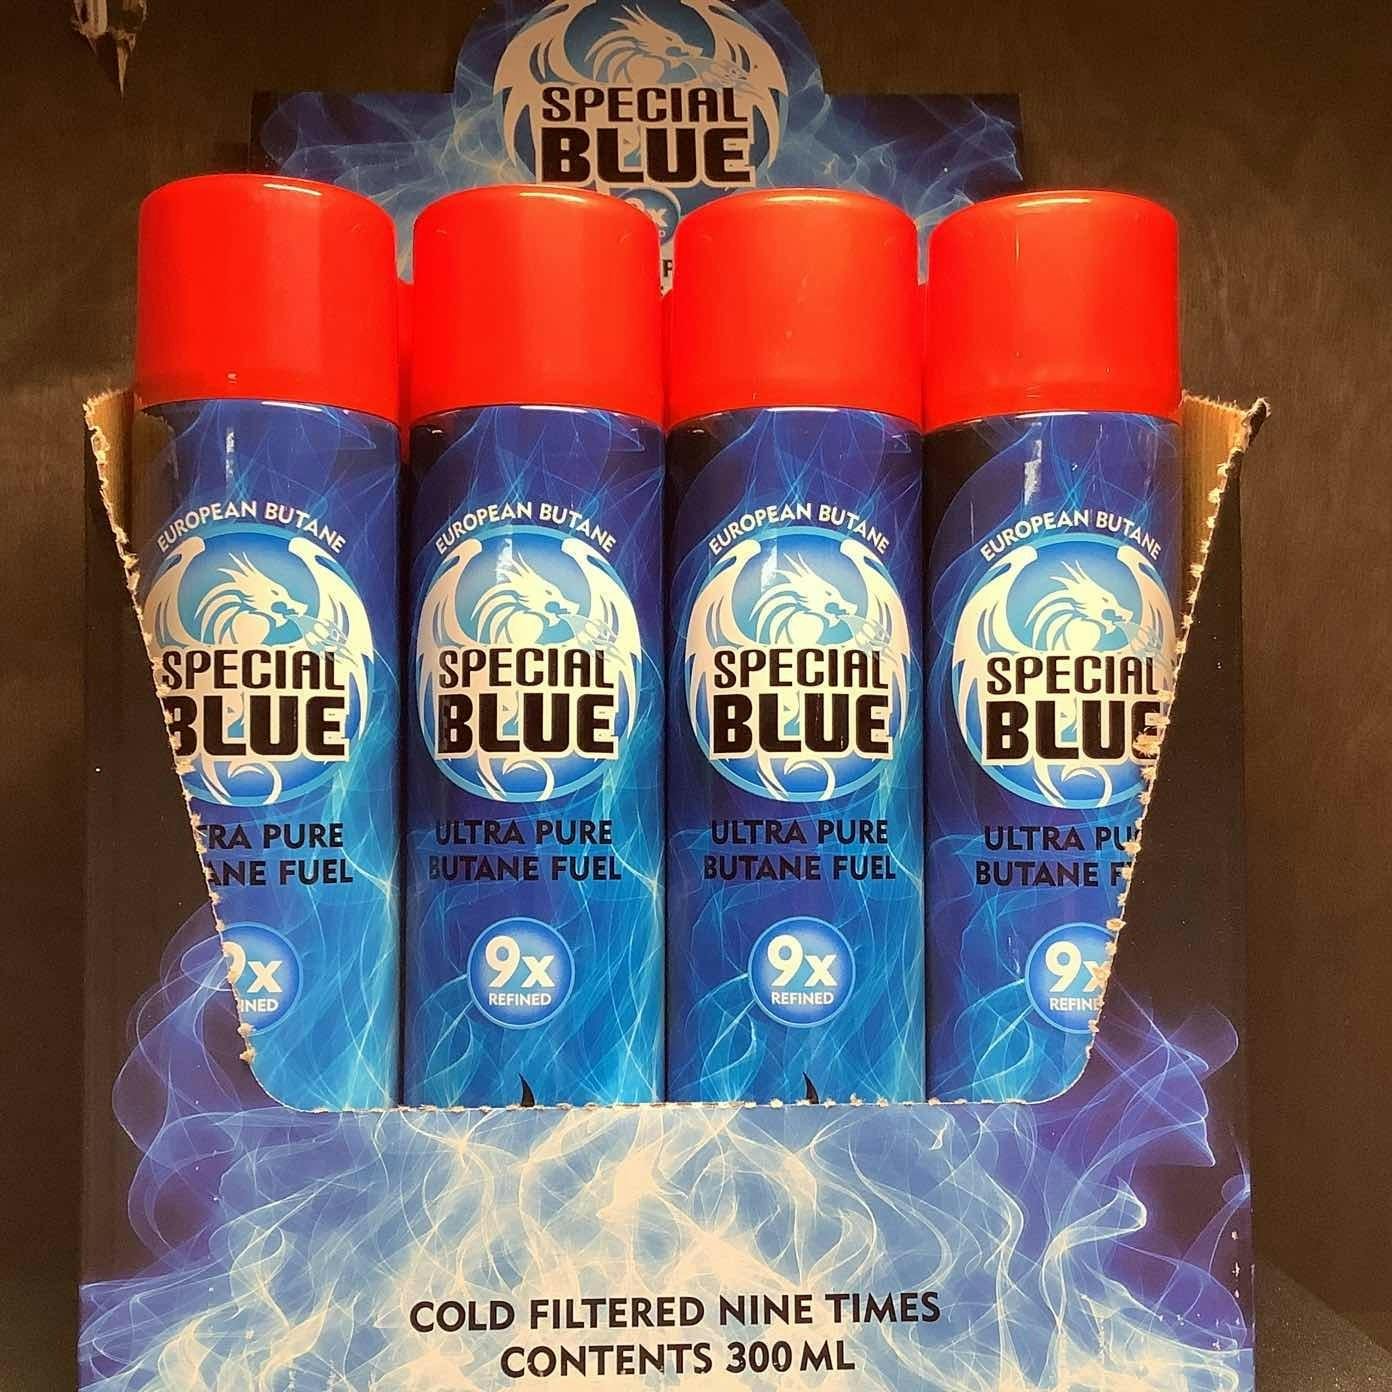 SPECIAL
BLUE
EUROPEAN BUTANE
SPECIAL
BLUE
PURE
FUEL
9x
EUROPEAN BUTANE
SPECIAL
BLUE
ULTRA PURE
BUTANE FUEL
9x
REFINED
EUROPEAN BUTANE
SPECIAL
BLUE
ULTRA PURE
BUTANE FUEL
9x
REFINED
EUROPEAN BUTANE
SPECIAL
BLUE
ULTRA
BUTANE
9x
COLD FILTERED NINE TIMES
CONTENTS 300 ML